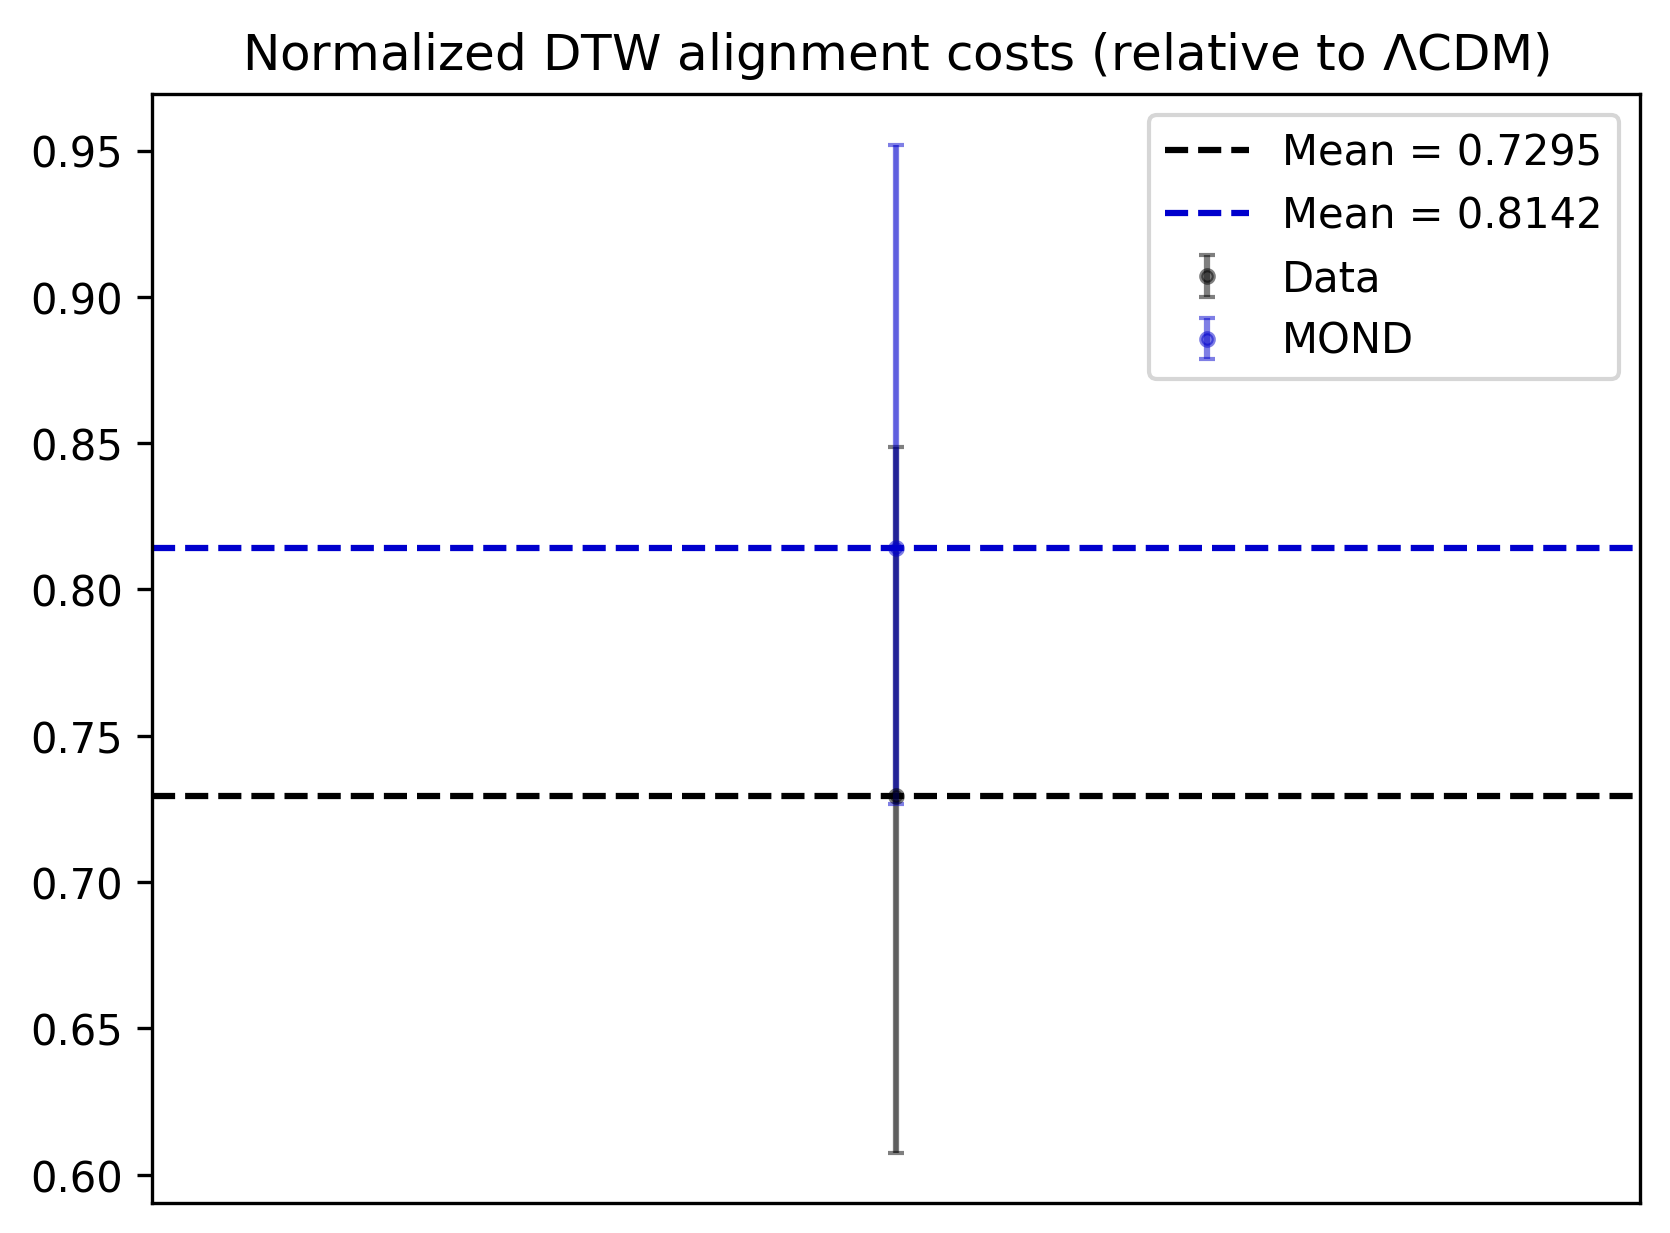 Normalized DTW alignment costs (relative to ΛCDM)
0.95
0.90
0.85
0.80
0.75
0.70
0.65
0.60
Mean = 0.7295
Mean = 0.8142
Data
MOND